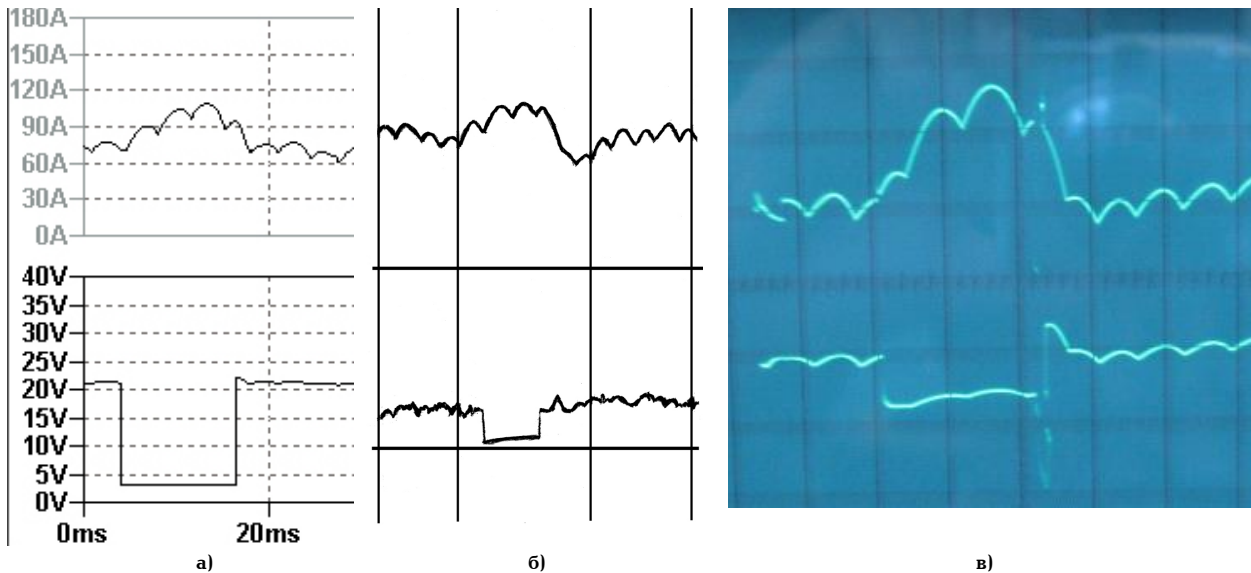 180A
150A
120A
90A
60A
30A
0A
40V
35V
30V
25V
20V
15V
10V
5V
0V
0ms 20ms
а) б) в)